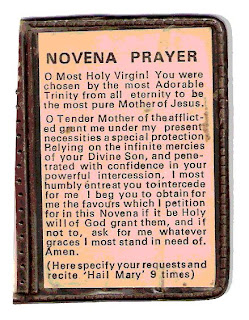 NOVENA PRAYER
O Most Holy Virgin! You were
chosen by the most Adorable
Trinity from all eternity to be
the most pure Mother of Jesus.
O Tender Mother of theafflict-
ed grant me under my present
necessities a special protection
Relying on the infinite mercies
of your Divine Son, and pene-
trated with confidence in your
powerful intercession, I most
humbly entreat you tointercede
for me I beg you to obtain for
me the favours which I petition
for in this Novena if it be Holy
will of God grant them, and if
not to, ask for me whatever
graces I most stand in need of.
Amen.
(Here specify your requests and
recite 'Hail Mary' 9 times)